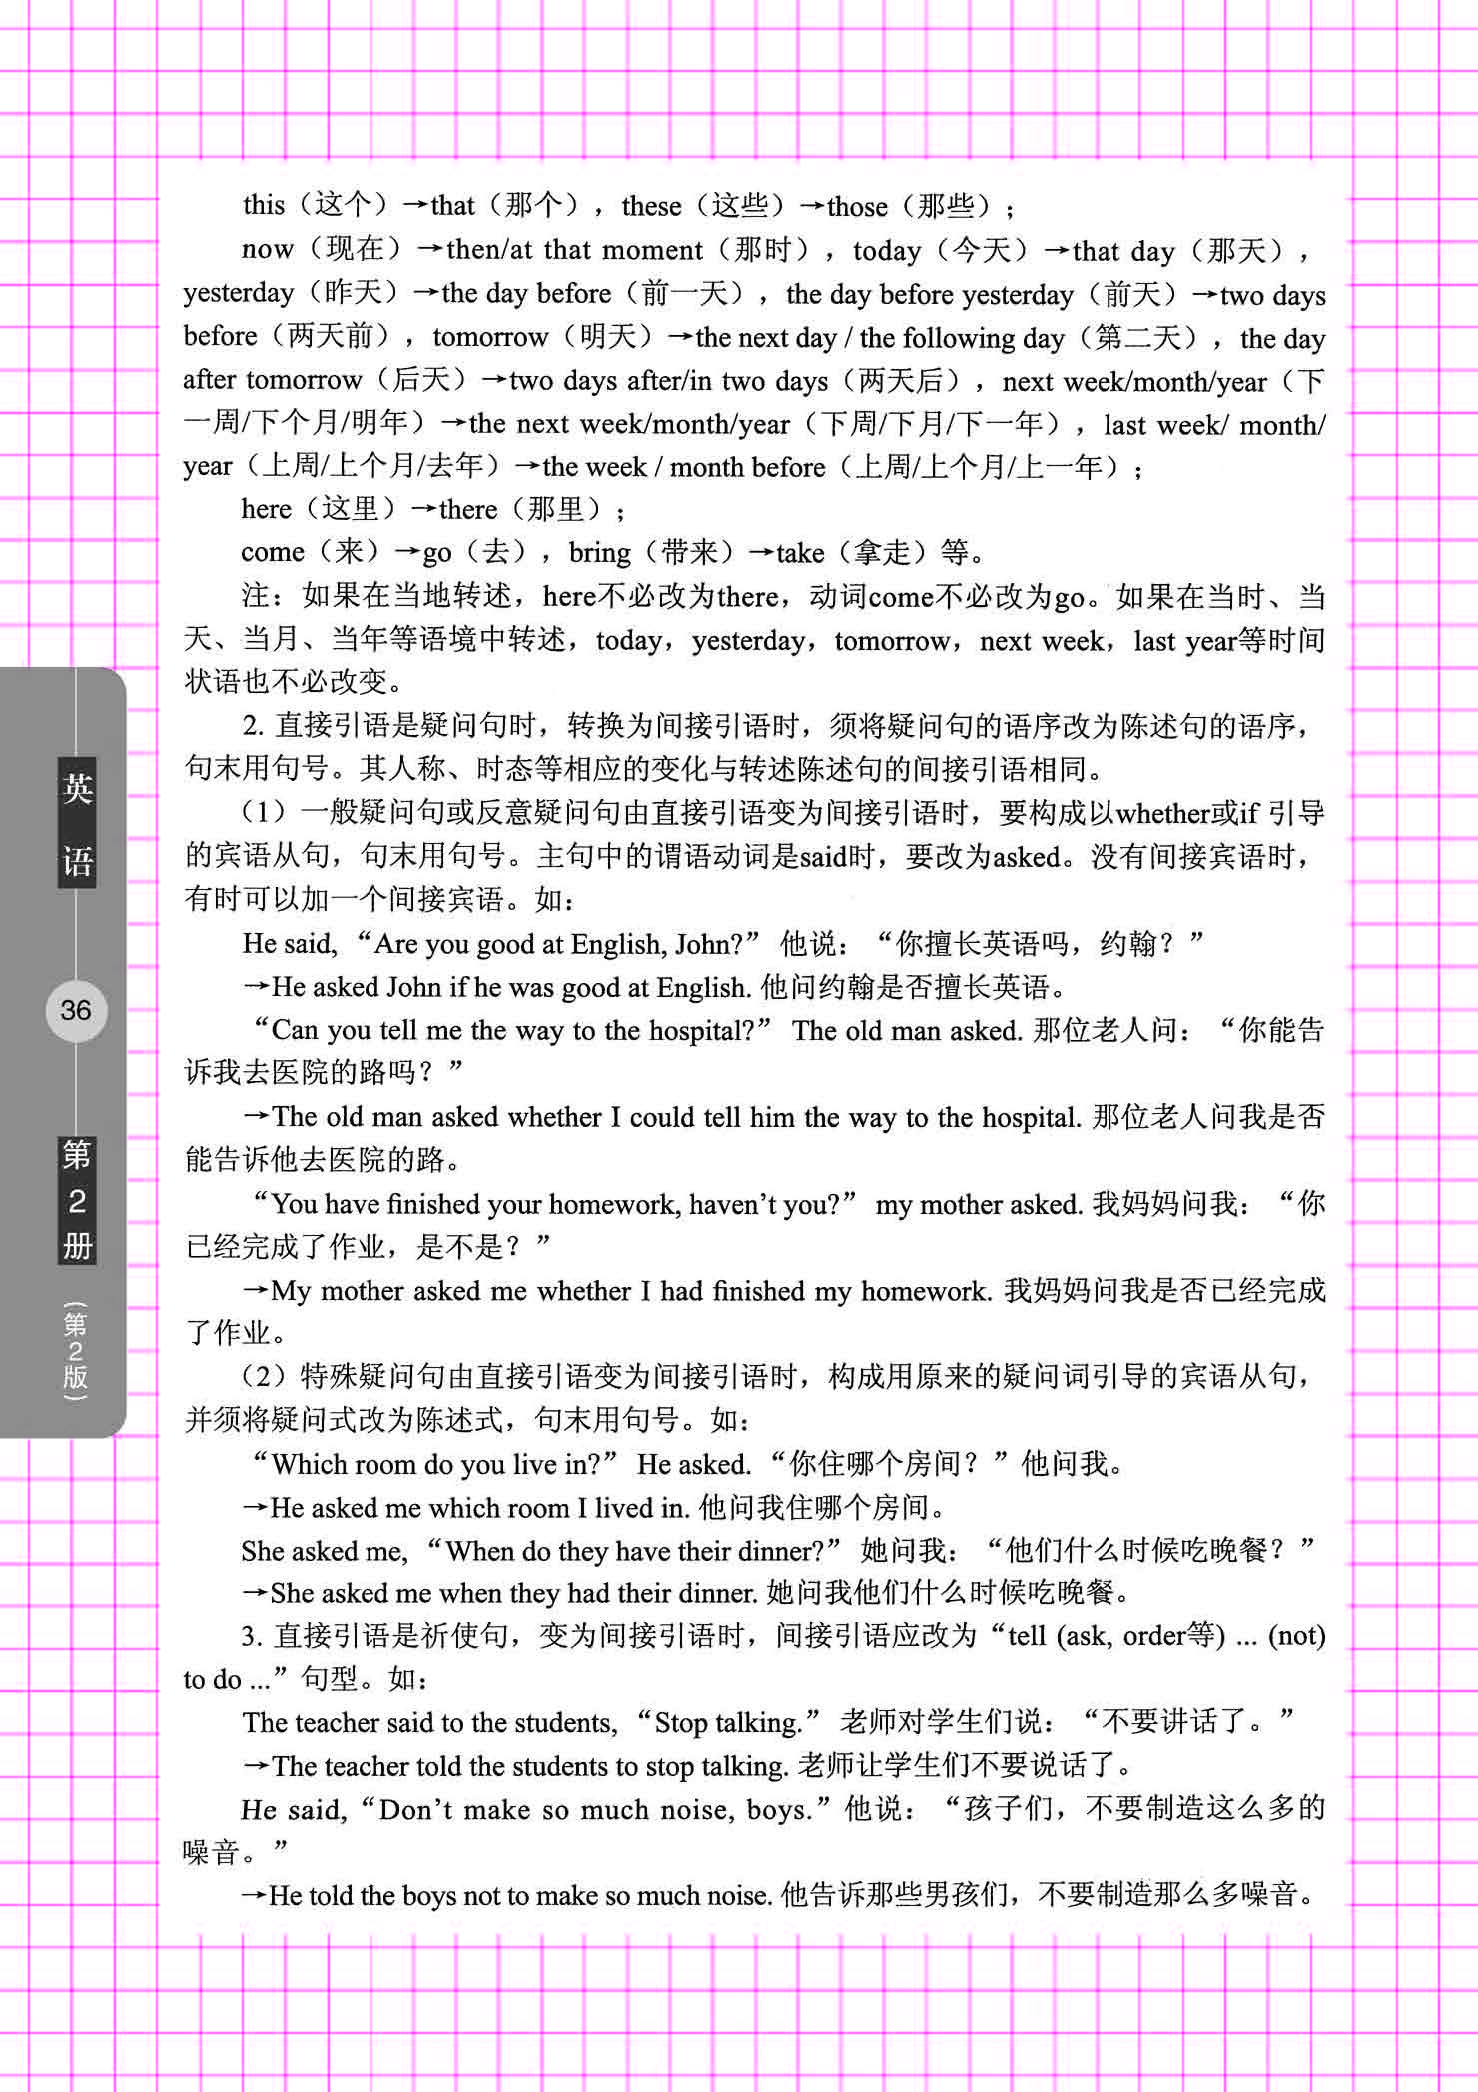 this（这个）→that（那个），these（这些）→those（那些）；
now（现在）→then/at that moment（那时），today（今天）→that day（那天），
yesterday（昨天）→the day before（前一天），the day before yesterday（前天）→two days
before（两天前），tomorrow（明天）→the next day / the following day（第二天），the day
after tomorrow（后天）→two days after/in two days（两天后），next week/month/year（下
一周/下个月/明年）→the next week/month/year（下周/下月/下一年），last week/ month/
year（上周/上个月/去年）→the week / month before（上周/上个月/上一年）；
here（这里）→there（那里）；
come（来）→go（去），bring（带来）→take（拿走）等。
注：如果在当地转述，here不必改为there，动词come不必改为go。如果在当时、当
天、当月、当年等语境中转述，today，yesterday，tomorrow，next week，last year等时间
状语也不必改变。
2. 直接引语是疑问句时，转换为间接引语时，须将疑问句的语序改为陈述句的语序，
句末用句号。其人称、时态等相应的变化与转述陈述句的间接引语相同。
（1）一般疑问句或反意疑问句由直接引语变为间接引语时，要构成以whether或if 引导
的宾语从句，句末用句号。主句中的谓语动词是said时，要改为asked。没有间接宾语时，
有时可以加一个间接宾语。如：
He said, “Are you good at English, John?” 他说：“你擅长英语吗，约翰？”
→He asked John if he was good at English. 他问约翰是否擅长英语。
“Can you tell me the way to the hospital?” The old man asked. 那位老人问：“你能告
诉我去医院的路吗？”
→The old man asked whether I could tell him the way to the hospital. 那位老人问我是否
能告诉他去医院的路。
“You have finished your homework, haven’t you?” my mother asked. 我妈妈问我：“你
已经完成了作业，是不是？”
→My mother asked me whether I had finished my homework. 我妈妈问我是否已经完成
了作业。
（2）特殊疑问句由直接引语变为间接引语时，构成用原来的疑问词引导的宾语从句，
并须将疑问式改为陈述式，句末用句号。如：
“Which room do you live in?” He asked. “你住哪个房间？”他问我。
→He asked me which room I lived in. 他问我住哪个房间。
She asked me, “When do they have their dinner?” 她问我：“他们什么时候吃晚餐？”
→She asked me when they had their dinner. 她问我他们什么时候吃晚餐。
3. 直接引语是祈使句，变为间接引语时，间接引语应改为“tell (ask, order等) ... (not)
to do ...”句型。如：
The teacher said to the students, “Stop talking.” 老师对学生们说：“不要讲话了。”
→The teacher told the students to stop talking. 老师让学生们不要说话了。
He said, “Don’t make so much noise, boys.” 他说：“孩子们，不要制造这么多的
噪音。”
→He told the boys not to make so much noise. 他告诉那些男孩们，不要制造那么多噪音。
英语
36
第2册
（第2版）